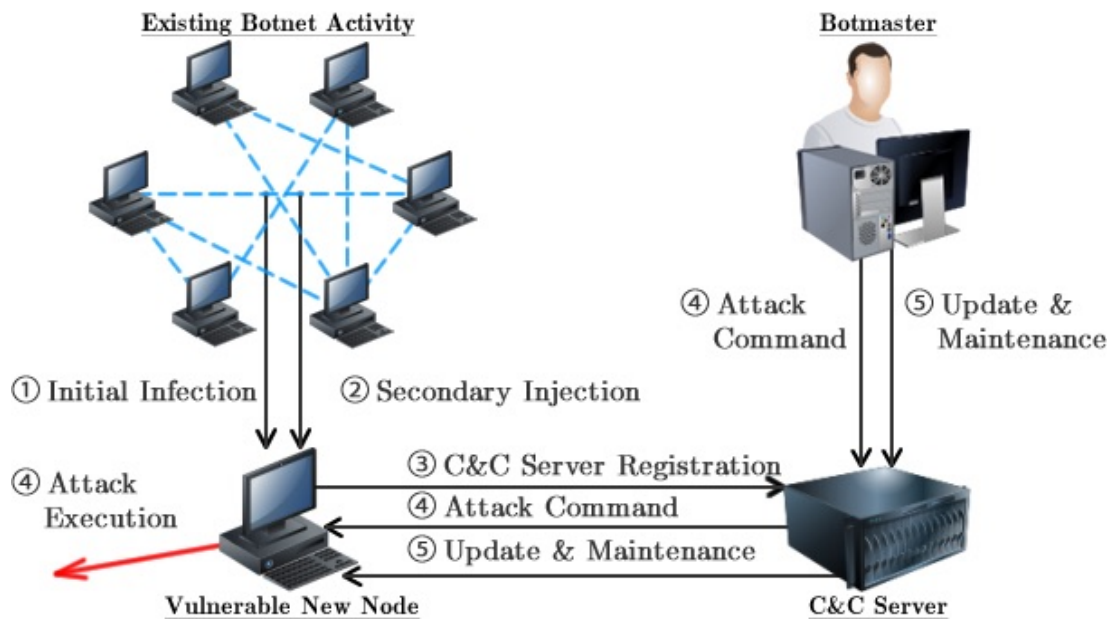 Existing Botnet Activity
Botmaster
④ Attack
Command
⑤ Update &
Maintenance
① Initial Infection
② Secondary Injection
④ Attack
Execution
③ C&C Server Registration
④ Attack Command
⑤ Update & Maintenance
Vulnerable New Node
C&C Server